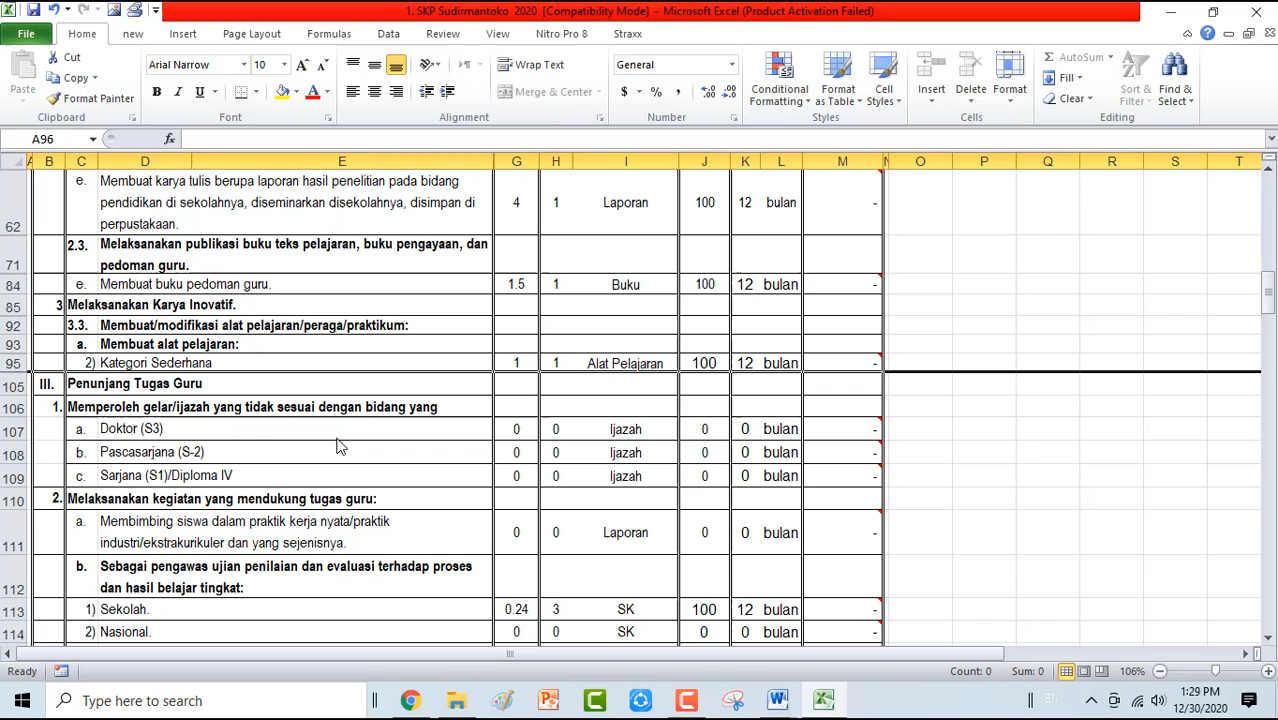 1. SKP Sudirmantoko  2020  [Compatibility Mode]  -  Microsoft Excel (Product Activation Failed)
File Home new Insert Page Layout Formulas Data Review View Nitro Pro 8 Straxx
Paste Cut Copy Format Painter Clipboard
Arial Narrow 10 B I U A Font
Wrap Text Merge & Center Alignment
General $ % , Number
Conditional Formatting Format as Table Cell Styles Styles
Insert Delete Format Cells
AutoSum Fill Clear Sort & Filter Find & Select Editing
A96 fx
A B C D E G H I J K L M N O P Q R S T
e. Membuat karya tulis berupa laporan hasil penelitian pada bidang
pendidikan di sekolahnya, diseminarkan disekolahnya, disimpan di 4 1 Laporan 100 12 bulan -
62 perpustakaan.
2.3. Melaksanakan publikasi buku teks pelajaran, buku pengayaan, dan
71 pedoman guru.
84 e. Membuat buku pedoman guru. 1.5 1 Buku 100 12 bulan -
85 3 Melaksanakan Karya Inovatif.
92 3.3. Membuat/modifikasi alat pelajaran/peraga/praktikum:
93 a. Membuat alat pelajaran:
95 2) Kategori Sederhana 1 1 Alat Pelajaran 100 12 bulan -
105 III. Penunjang Tugas Guru
106 1. Memperoleh gelar/ijazah yang tidak sesuai dengan bidang yang
107 a. Doktor (S3) 0 0 Ijazah 0 0 bulan -
108 b. Pascasarjana (S-2) 0 0 Ijazah 0 0 bulan -
109 c. Sarjana (S1)/Diploma IV 0 0 Ijazah 0 0 bulan -
110 2. Melaksanakan kegiatan yang mendukung tugas guru:
a. Membimbing siswa dalam praktik kerja nyata/praktik
111 industri/ekstrakurikuler dan yang sejenisnya. 0 0 Laporan 0 0 bulan -
b. Sebagai pengawas ujian penilaian dan evaluasi terhadap proses
112 dan hasil belajar tingkat:
113 1) Sekolah. 0.24 3 SK 100 12 bulan -
114 2) Nasional. 0 0 SK 0 0 bulan -
Ready Count: 0 Sum: 0 106%
Type here to search EN 1:29 PM
12/30/2020